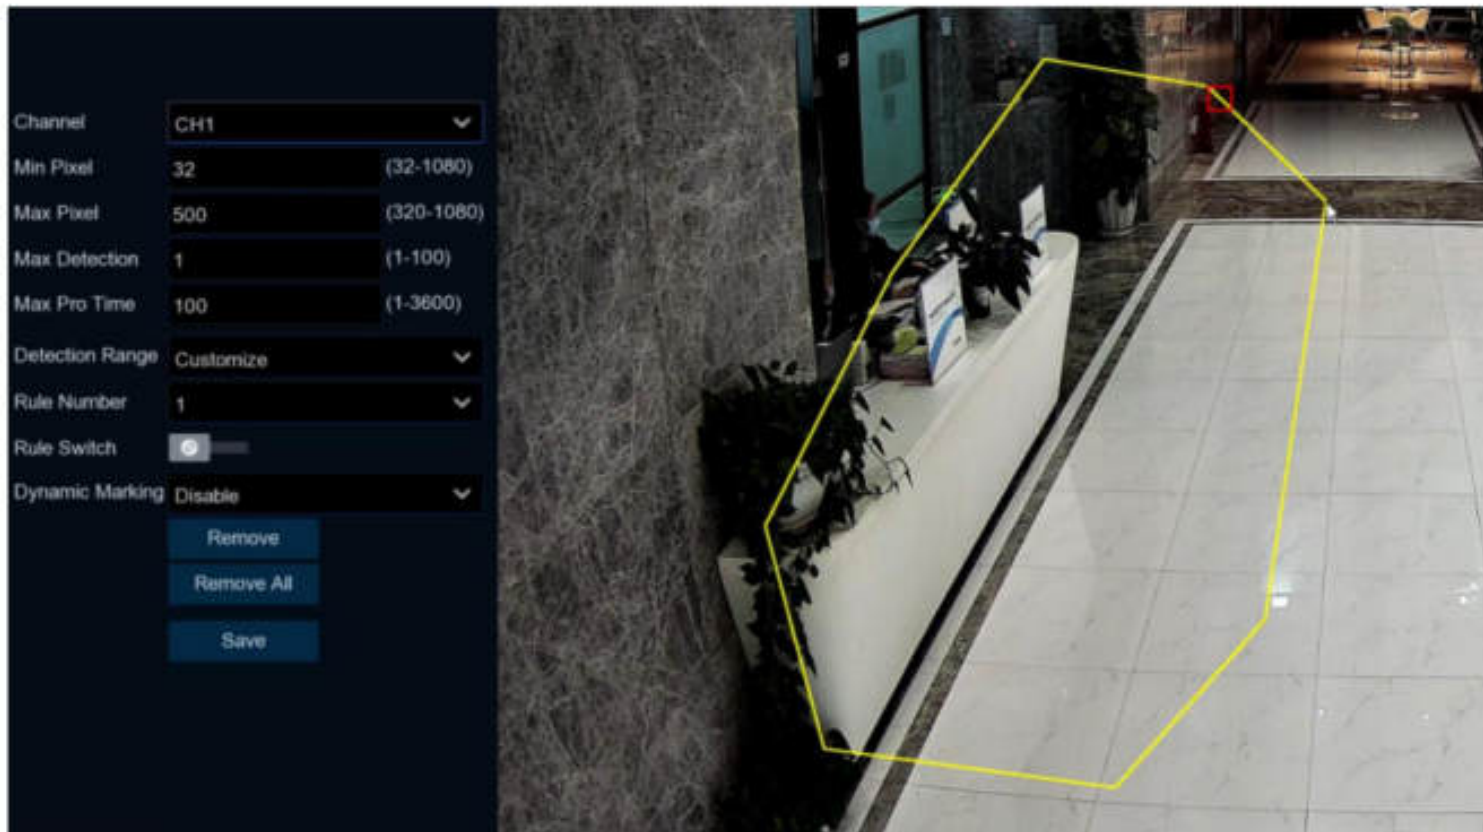 Channel CH1
Min Pixel 32 (32-1080)
Max Pixel 500 (320-1080)
Max Detection 1 (1-100)
Max Pro Time 100 (1-3600)
Detection Range Customize
Rule Number 1
Rule Switch
Dynamic Marking Disable
Remove
Remove All
Save